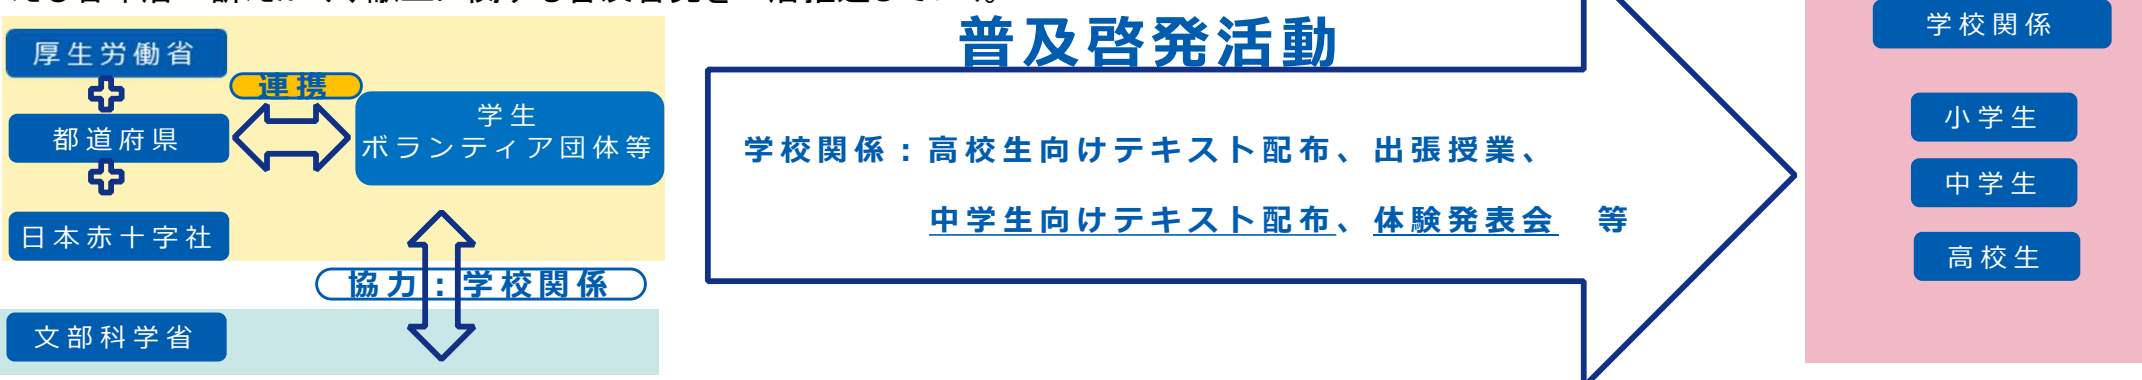 普及啓発活動
厚生労働省
連携
都道府県
学生
ボランティア団体等
日本赤十字社
協力：学校関係
文部科学省
学校関係：高校生向けテキスト配布、出張授業、
中学生向けテキスト配布、体験発表会　等
学校関係
小学生
中学生
高校生